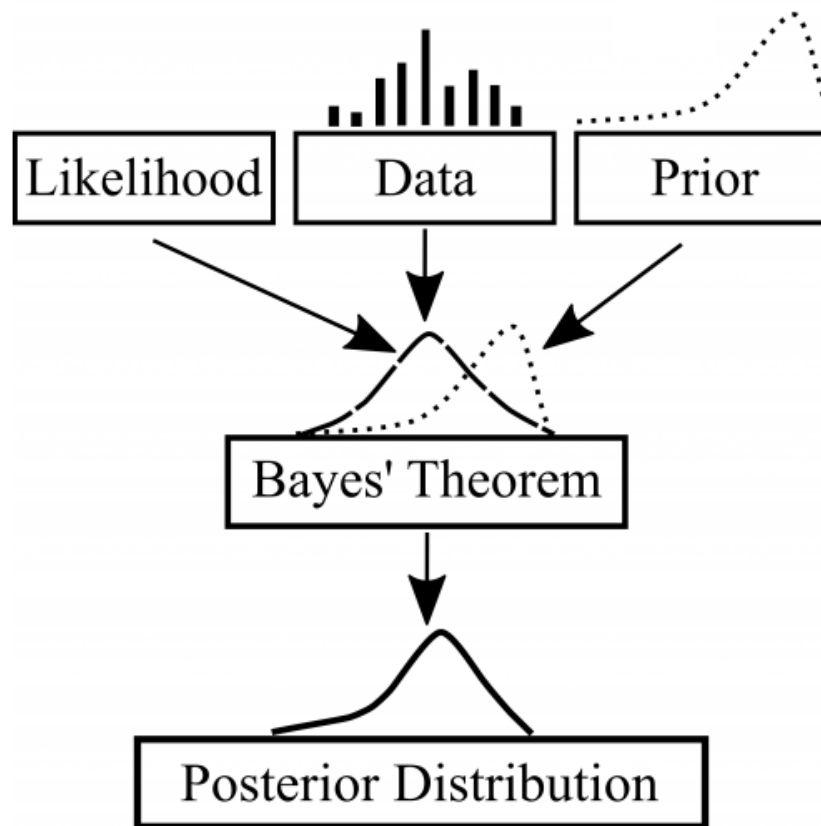 Likelihood
Data
Prior
Bayes' Theorem
Posterior Distribution